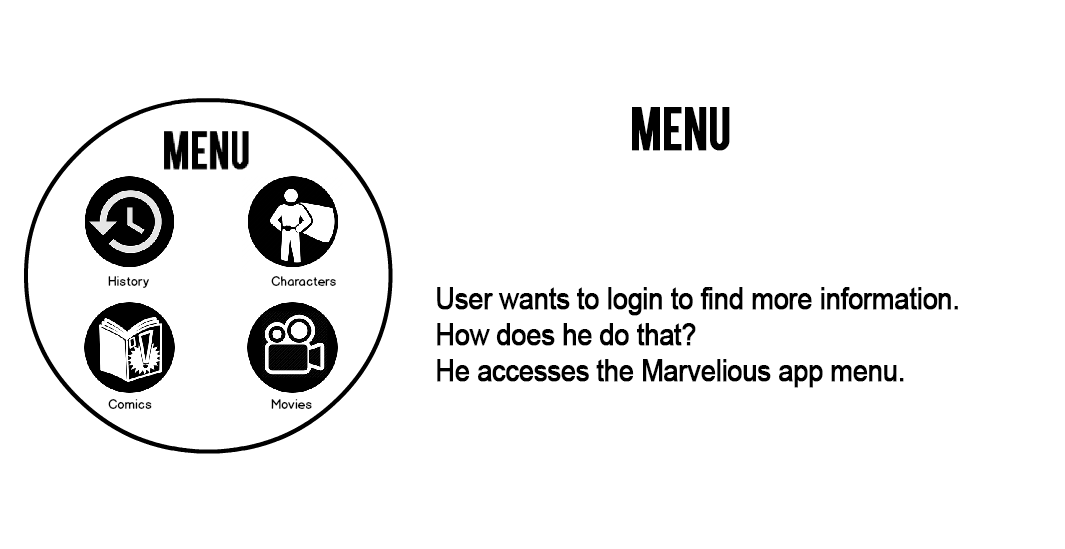 MENU
History
Characters
Comics
Movies
MENU
User wants to login to find more information.
How does he do that?
He accesses the Marvelious app menu.